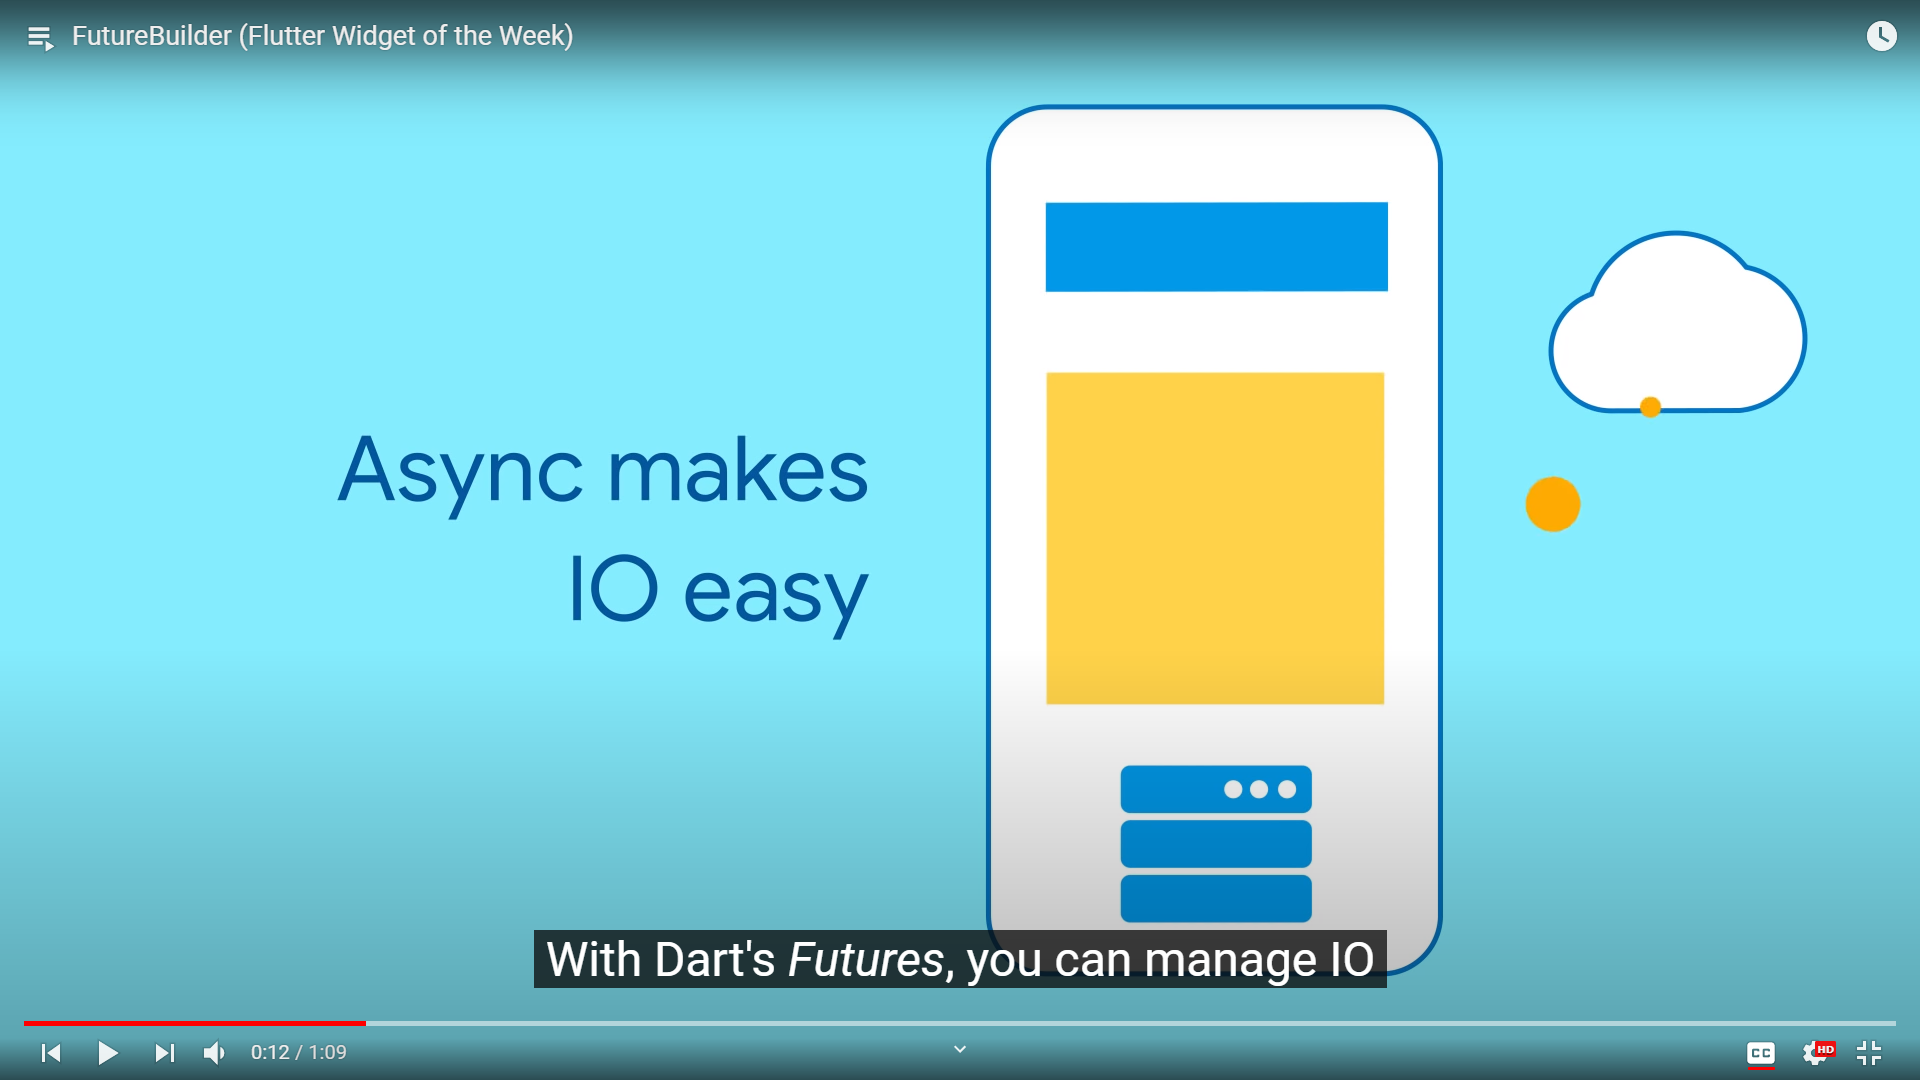 FutureBuilder (Flutter Widget of the Week)
Async makes
IO easy
With Dart's Futures, you can manage IO
0:12 / 1:09
CC
HD